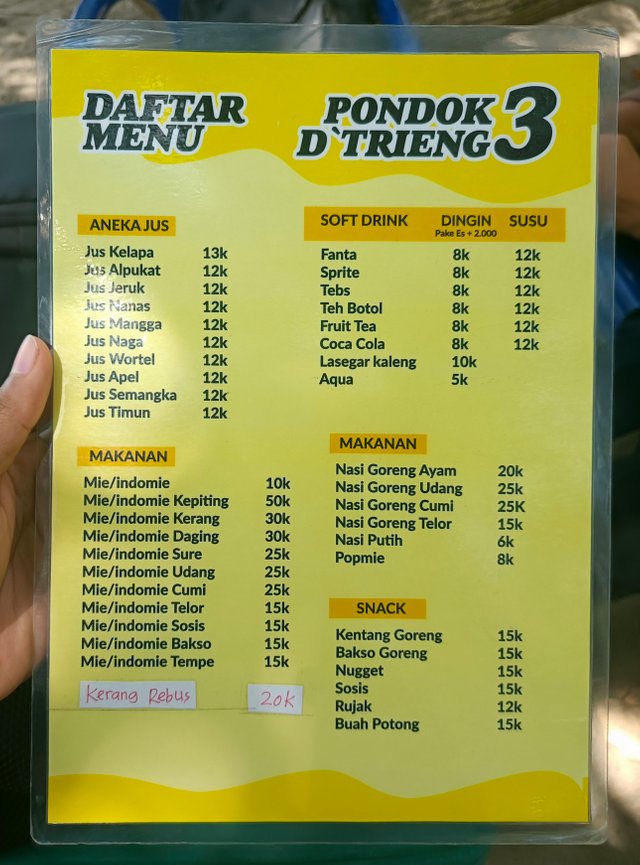 DAFTAR
MENU
PONDOK
D`TRIENG 3
ANEKA JUS
Jus Kelapa 13k
Jus Alpukat 12k
Jus Jeruk 12k
Jus Nanas 12k
Jus Mangga 12k
Jus Naga 12k
Jus Wortel 12k
Jus Apel 12k
Jus Semangka 12k
Jus Timun 12k
SOFT DRINK DINGIN SUSU
Pake Es + 2.000
Fanta 8k 12k
Sprite 8k 12k
Tebs 8k 12k
Teh Botol 8k 12k
Fruit Tea 8k 12k
Coca Cola 8k 12k
Lasegar kaleng 10k
Aqua 5k
MAKANAN
Mie/indomie 10k
Mie/indomie Kepiting 50k
Mie/indomie Kerang 30k
Mie/indomie Daging 30k
Mie/indomie Sure 25k
Mie/indomie Udang 25k
Mie/indomie Cumi 25k
Mie/indomie Telor 15k
Mie/indomie Sosis 15k
Mie/indomie Bakso 15k
Mie/indomie Tempe 15k
Kerang Rebus 20k
MAKANAN
Nasi Goreng Ayam 20k
Nasi Goreng Udang 25k
Nasi Goreng Cumi 25K
Nasi Goreng Telor 15k
Nasi Putih 6k
Popmie 8k
SNACK
Kentang Goreng 15k
Bakso Goreng 15k
Nugget 15k
Sosis 15k
Rujak 12k
Buah Potong 15k